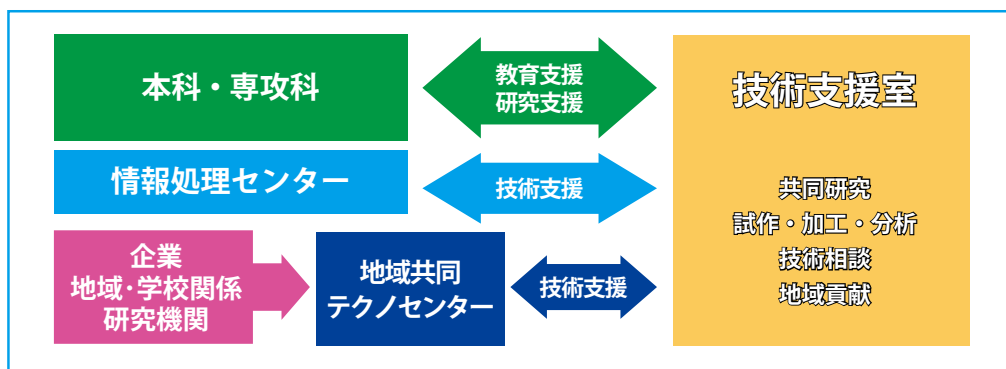 本科・専攻科
教育支援
研究支援
技術支援室
情報処理センター
技術支援
共同研究
試作・加工・分析
技術相談
地域貢献
企業
地域･学校関係
研究機関
地域共同
テクノセンター
技術支援